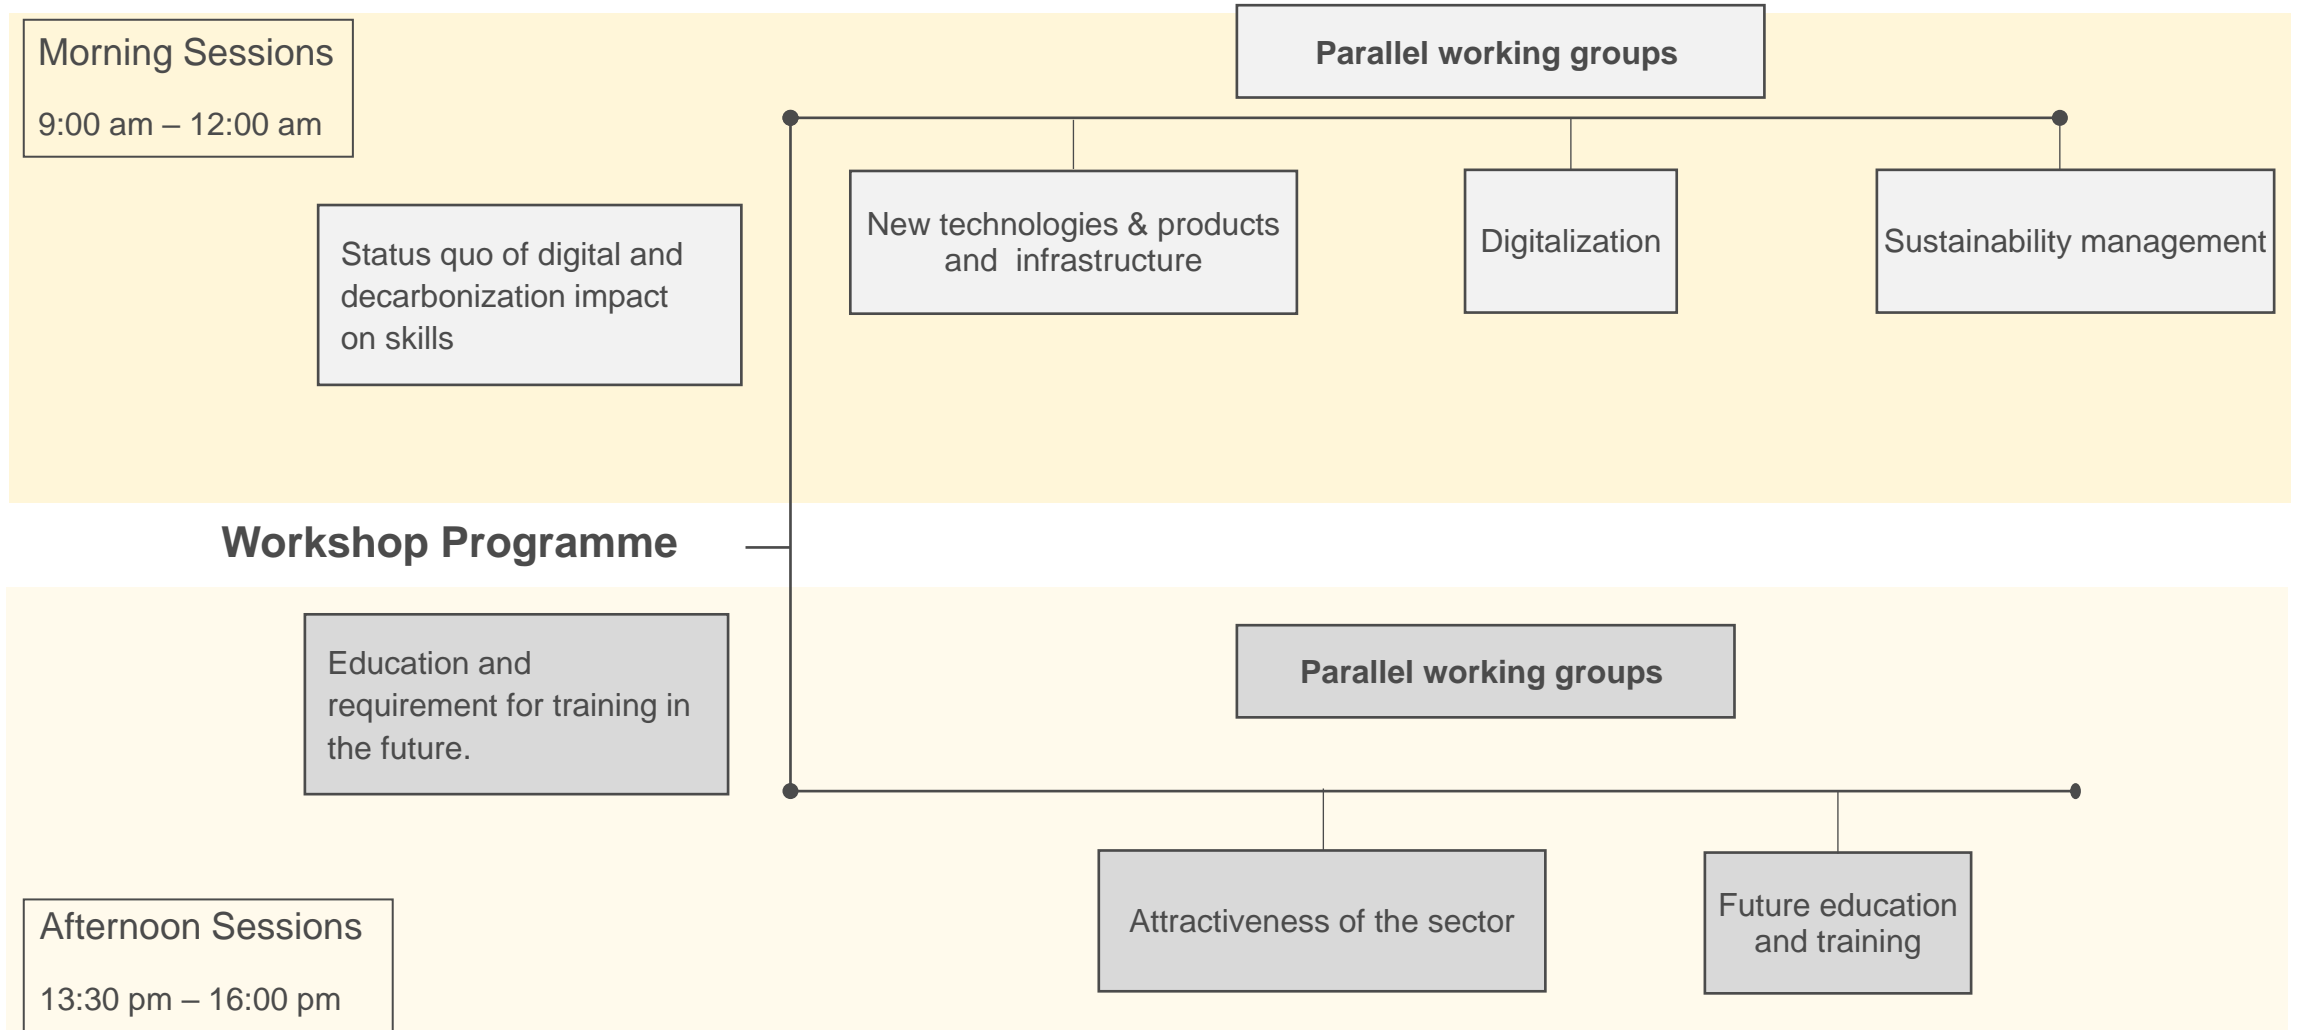 Morning Sessions
9:00 am – 12:00 am
Parallel working groups
Status quo of digital and
decarbonization impact
on skills
New technologies & products
and infrastructure
Digitalization
Sustainability management
Workshop Programme
Education and
requirement for training in
the future.
Parallel working groups
Attractiveness of the sector
Future education
and training
Afternoon Sessions
13:30 pm – 16:00 pm